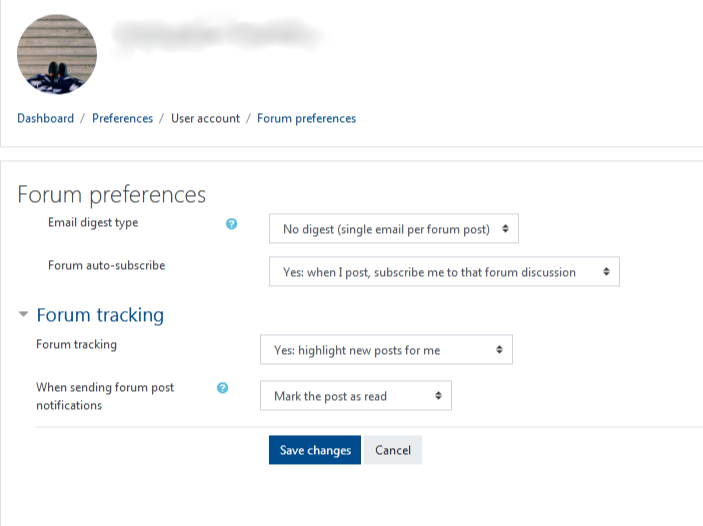 Dashboard / Preferences / User account / Forum preferences
Forum preferences
Email digest type
No digest (single email per forum post)
Forum auto-subscribe
Yes: when I post, subscribe me to that forum discussion
Forum tracking
Forum tracking
Yes: highlight new posts for me
When sending forum post
notifications
Mark the post as read
Save changes
Cancel